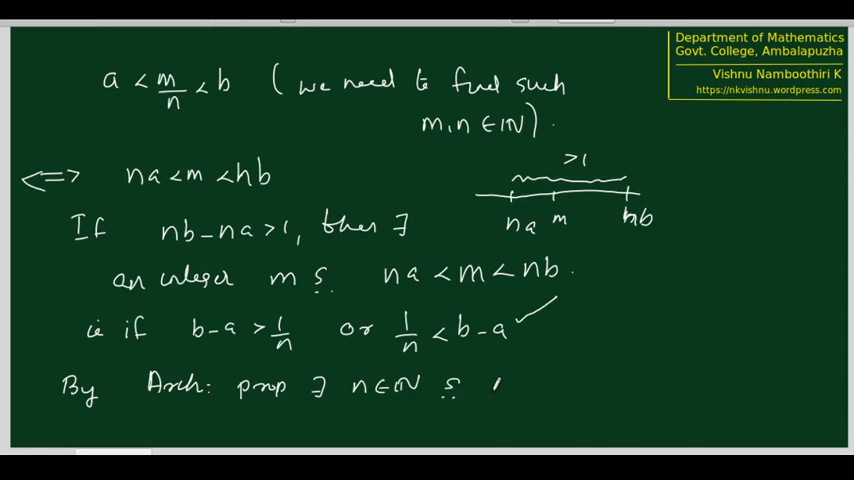 Department of Mathematics
Govt. College, Ambalapuzha
Vishnu Namboothiri K
https://nkvishnu.wordpress.com
a < m/n < b (we need to find such
m, n ∈ ℕ).
⟺ na < m < nb
>1
na m nb
If nb - na > 1, then ∃
an integer m s. na < m < nb.
ie if b - a > 1/n or 1/n < b - a ✓
By Arch: prop ∃ n ∈ ℕ s.